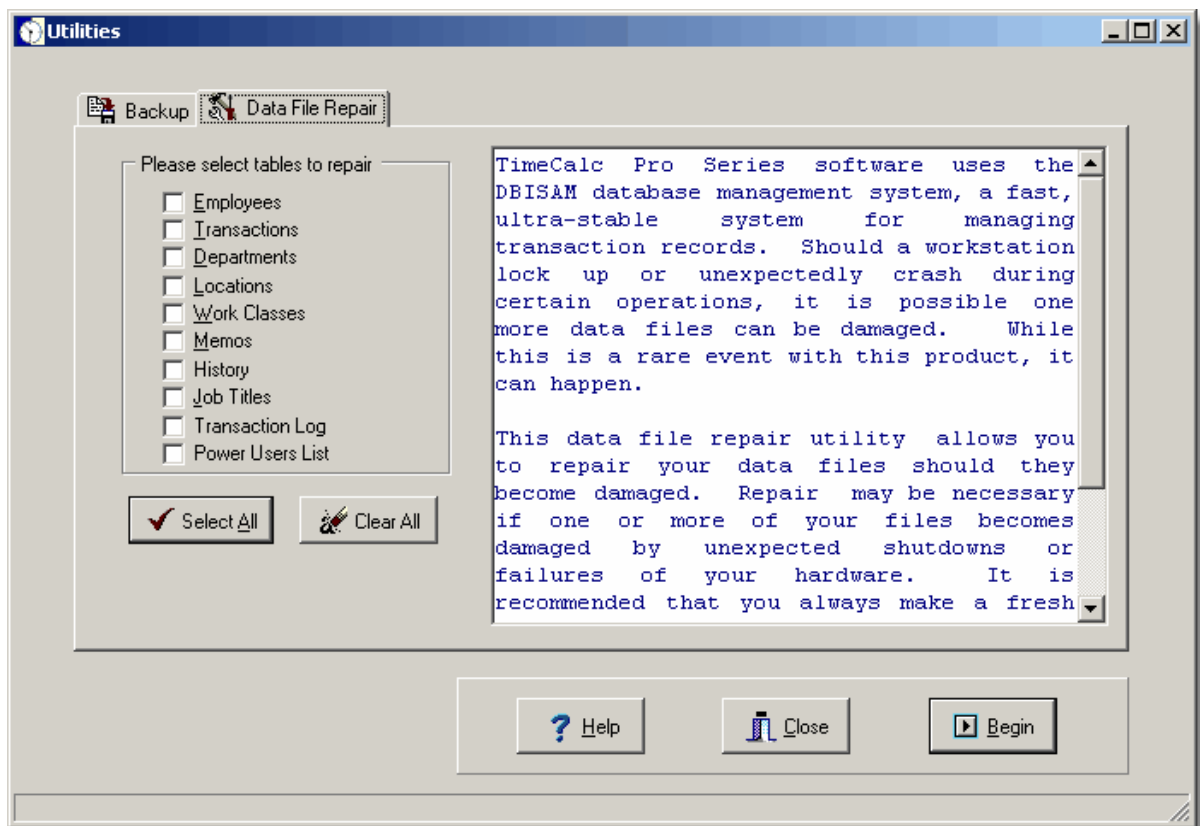 Utilities
Backup
Data File Repair
Please select tables to repair
Employees
Transactions
Departments
Locations
Work Classes
Memos
History
Job Titles
Transaction Log
Power Users List
Select All
Clear All
TimeCalc Pro Series software uses the
DBISAM database management system, a fast,
ultra-stable system for managing
transaction records. Should a workstation
lock up or unexpectedly crash during
certain operations, it is possible one
more data files can be damaged. While
this is a rare event with this product, it
can happen.
This data file repair utility allows you
to repair your data files should they
become damaged. Repair may be necessary
if one or more of your files becomes
damaged by unexpected shutdowns or
failures of your hardware. It is
recommended that you always make a fresh
Help
Close
Begin